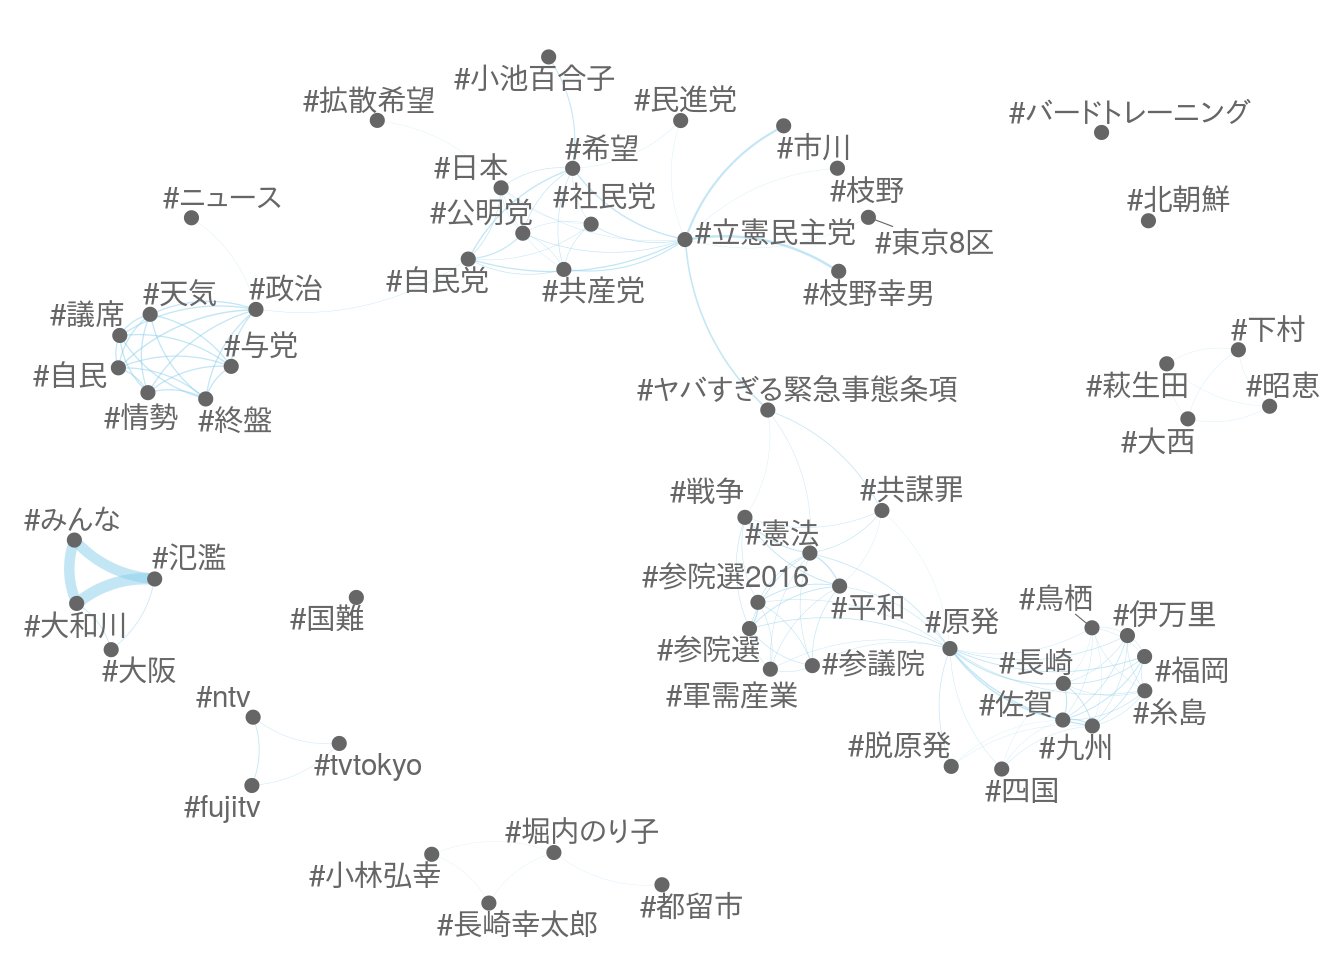 #小池百合子
#拡散希望
#民進党
#バードトレーニング
#希望
#市川
#日本
#枝野
#ニュース
#社民党
#北朝鮮
#公明党
#立憲民主党
#東京8区
#自民党
#政治
#共産党
#枝野幸男
#天気
#議席
#下村
#与党
#自民
#ヤバすぎる緊急事態条項
#萩生田
#昭恵
#情勢
#終盤
#大西
#戦争
#共謀罪
#みんな
#憲法
#氾濫
#参院選2016
#平和
#鳥栖
#国難
#大和川
#原発
#伊万里
#参院選
#参議院
#長崎
#福岡
#大阪
#軍需産業
#ntv
#佐賀
#糸島
#脱原発
#九州
#tvtokyo
#四国
#fujitv
#堀内のり子
#小林弘幸
#都留市
#長崎幸太郎